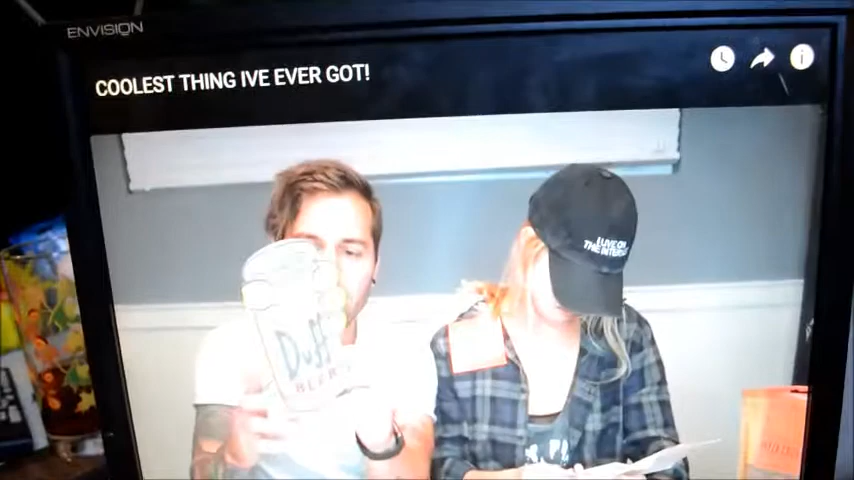 ENVISION
COOLEST THING IVE EVER GOT!
i
I LIVE ON
THE INTERNET
Duff
BEER